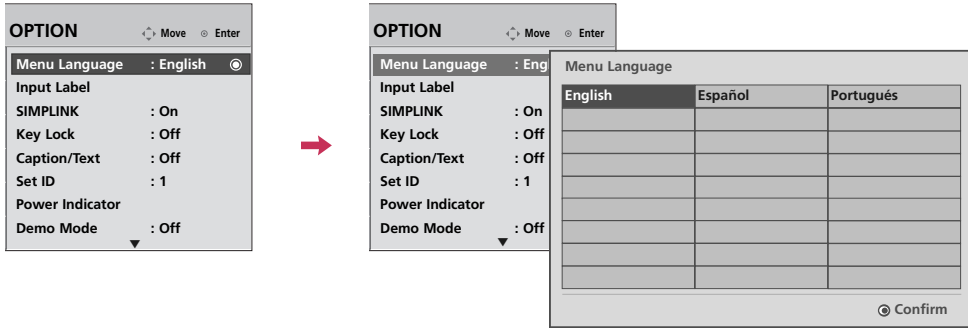 OPTION Move Enter
Menu Language : English
Input Label
SIMPLINK : On
Key Lock : Off
Caption/Text : Off
Set ID : 1
Power Indicator
Demo Mode : Off
OPTION Move Enter
Menu Language : Eng
Input Label
SIMPLINK : On
Key Lock : Off
Caption/Text : Off
Set ID : 1
Power Indicator
Demo Mode : Off
Menu Language
English Español Portugués
Confirm